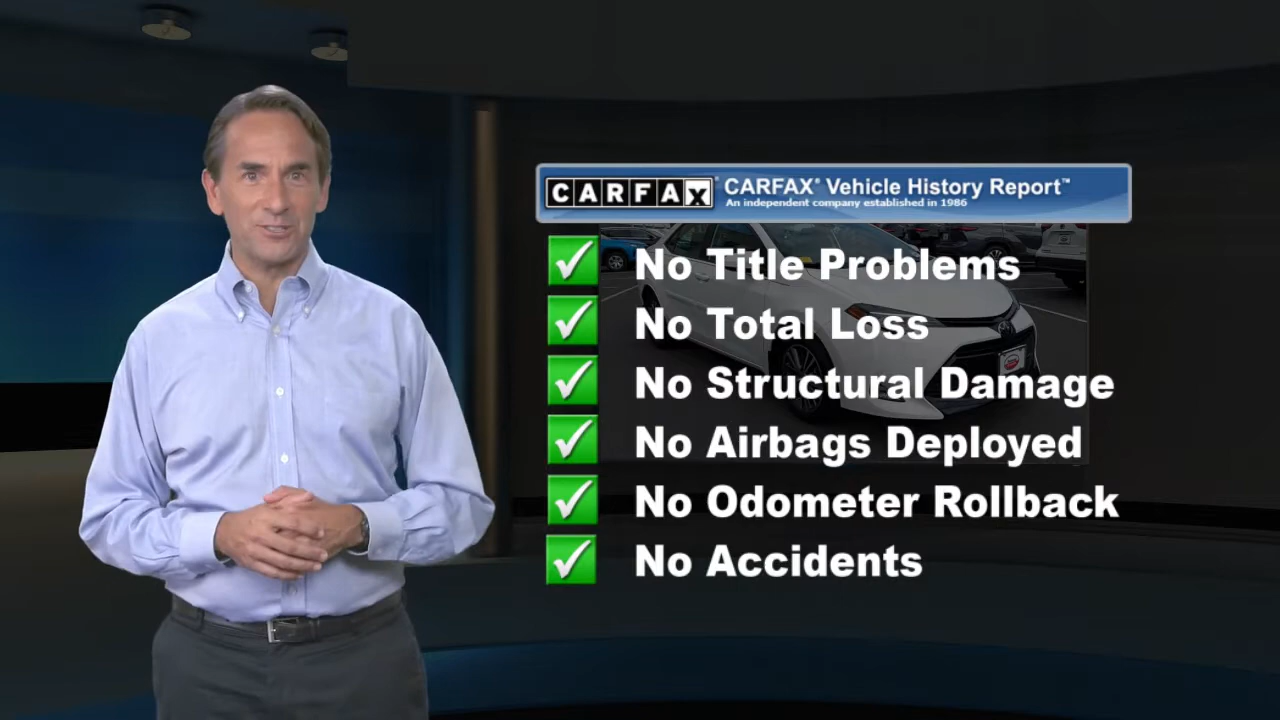 CARFAX® CARFAX® Vehicle History Report™
An independent company established in 1986
No Title Problems
No Total Loss
No Structural Damage
No Airbags Deployed
No Odometer Rollback
No Accidents